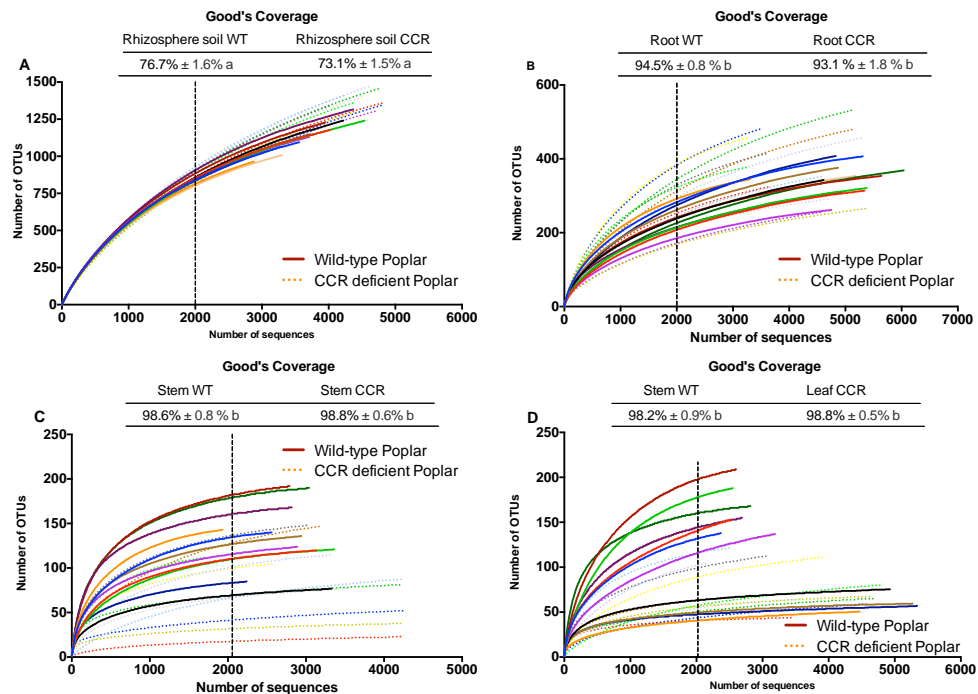 Good's Coverage
Rhizosphere soil WT Rhizosphere soil CCR
76.7% ± 1.6% a 73.1% ± 1.5% a
A
1500
1250
1000
750
500
250
0
Number of OTUs
Wild-type Poplar
CCR deficient Poplar
0 1000 2000 3000 4000 5000 6000
Number of sequences
Good's Coverage
Root WT Root CCR
94.5% ± 0.8 % b 93.1 % ± 1.8 % b
B
600
400
200
0
Number of OTUs
Wild-type Poplar
CCR deficient Poplar
0 1000 2000 3000 4000 5000 6000 7000
Number of sequences
Good's Coverage
Stem WT Stem CCR
98.6% ± 0.8 % b 98.8% ± 0.6% b
C
250
200
150
100
50
0
Number of OTUs
Wild-type Poplar
CCR deficient Poplar
0 1000 2000 3000 4000 5000
Number of sequences
Good's Coverage
Stem WT Leaf CCR
98.2% ± 0.9% b 98.8% ± 0.5% b
D
250
200
150
100
50
0
Number of OTUs
Wild-type Poplar
CCR deficient Poplar
0 1000 2000 3000 4000 5000 6000
Number of sequences